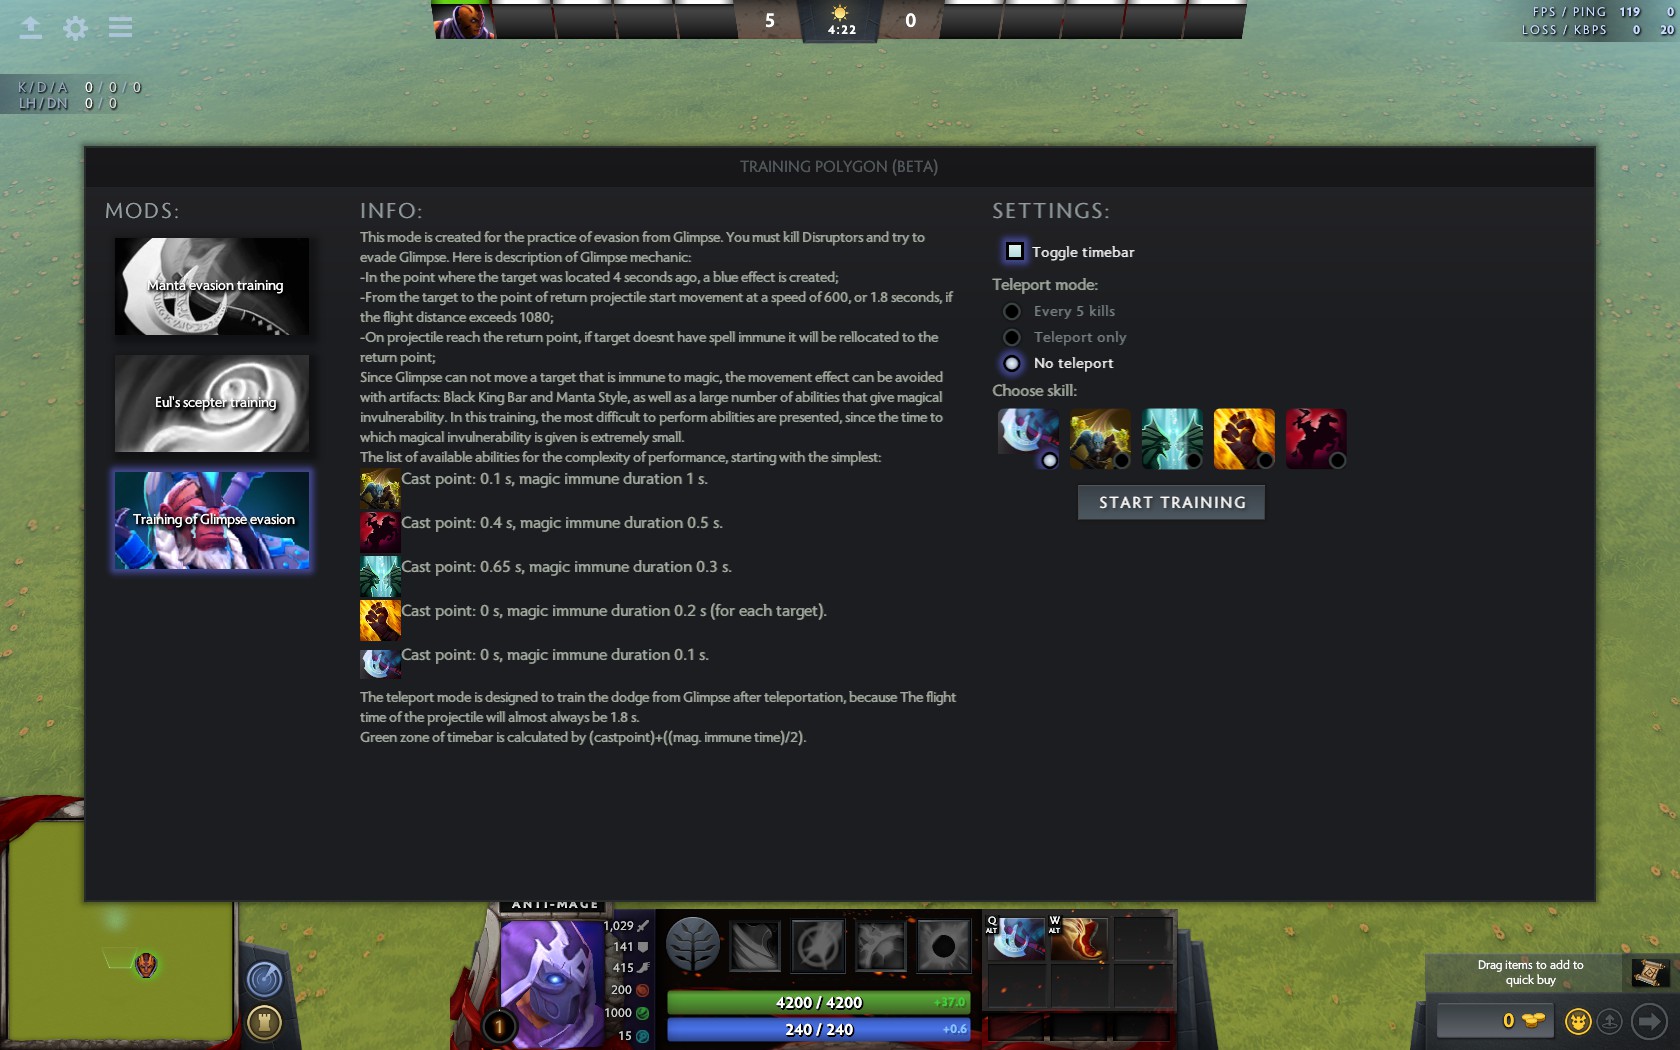 5
4:22
0
FPS / PING 119 0
LOSS / KBPS 0 20
K/D/A 0 / 0 / 0
LH/DN 0 / 0
TRAINING POLYGON (BETA)
MODS:
Manta evasion training
Eul's scepter training
Training of Glimpse evasion
INFO:
This mode is created for the practice of evasion from Glimpse. You must kill Disruptors and try to
evade Glimpse. Here is description of Glimpse mechanic:
-In the point where the target was located 4 seconds ago, a blue effect is created;
-From the target to the point of return projectile start movement at a speed of 600, or 1.8 seconds, if
the flight distance exceeds 1080;
-On projectile reach the return point, if target doesnt have spell immune it will be rellocated to the
return point;
Since Glimpse can not move a target that is immune to magic, the movement effect can be avoided
with artifacts: Black King Bar and Manta Style, as well as a large number of abilities that give magical
invulnerability. In this training, the most difficult to perform abilities are presented, since the time to
which magical invulnerability is given is extremely small.
The list of available abilities for the complexity of performance, starting with the simplest:
Cast point: 0.1 s, magic immune duration 1 s.
Cast point: 0.4 s, magic immune duration 0.5 s.
Cast point: 0.65 s, magic immune duration 0.3 s.
Cast point: 0 s, magic immune duration 0.2 s (for each target).
Cast point: 0 s, magic immune duration 0.1 s.
The teleport mode is designed to train the dodge from Glimpse after teleportation, because The flight
time of the projectile will almost always be 1.8 s.
Green zone of timebar is calculated by (castpoint)+((mag. immune time)/2).
SETTINGS:
Toggle timebar
Teleport mode:
Every 5 kills
Teleport only
No teleport
Choose skill:
START TRAINING
ANTI-MAGE
1,029
141
415
200
1000
15
1
4200 / 4200 +37.0
240 / 240 +0.6
Q
ALT
W
ALT
Drag items to add to
quick buy
0